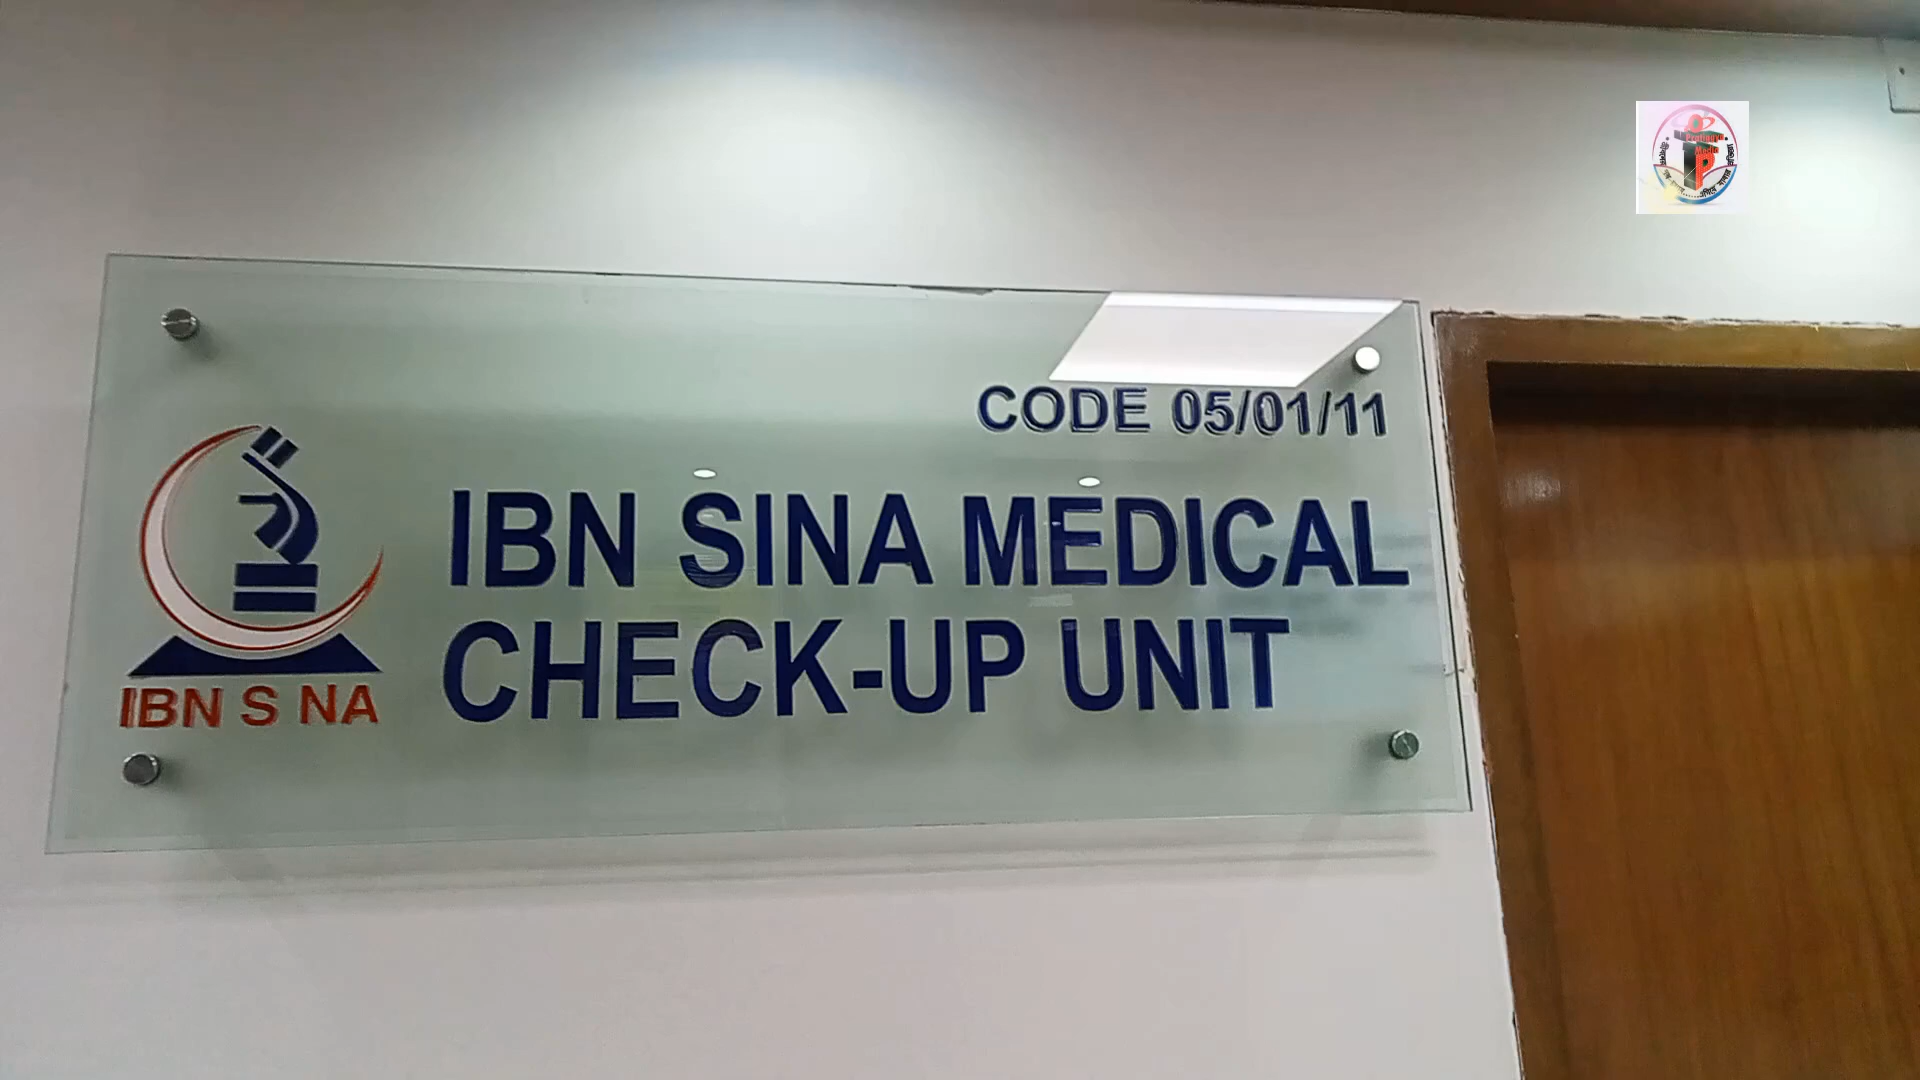 CODE 05/01/11
IBN SINA MEDICAL
CHECK-UP UNIT
IBN S NA